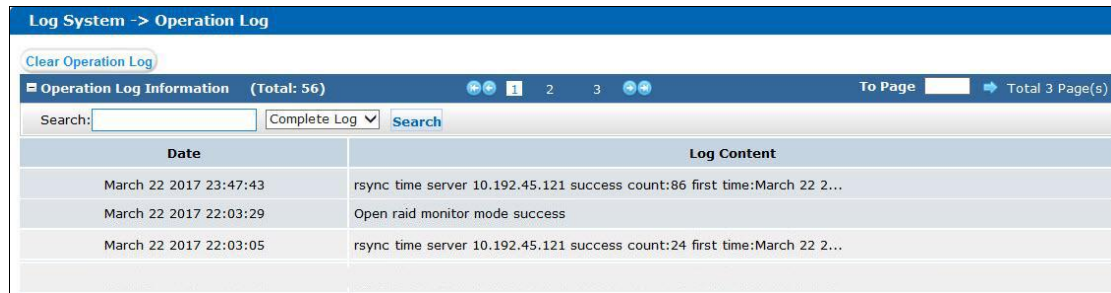 Log System -> Operation Log
Clear Operation Log
Operation Log Information (Total: 56) 1 2 3 To Page Total 3 Page(s)
Search: Complete Log Search
Date Log Content
March 22 2017 23:47:43 rsync time server 10.192.45.121 success count:86 first time:March 22 2...
March 22 2017 22:03:29 Open raid monitor mode success
March 22 2017 22:03:05 rsync time server 10.192.45.121 success count:24 first time:March 22 2...